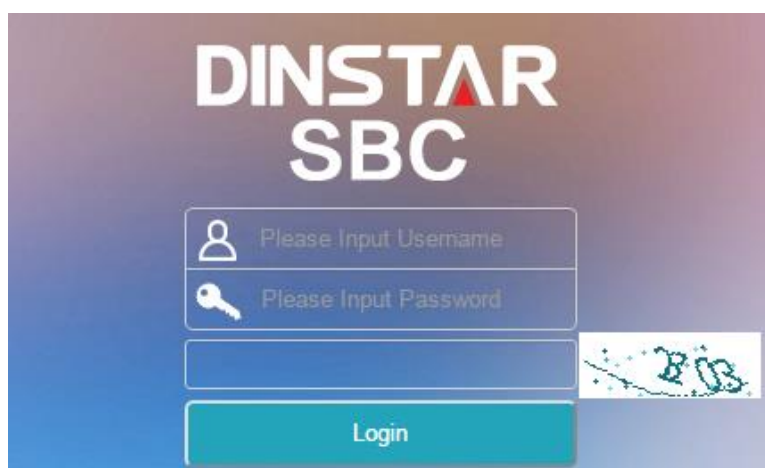 DINSTAR
SBC
Please Input Username
Please Input Password
Login